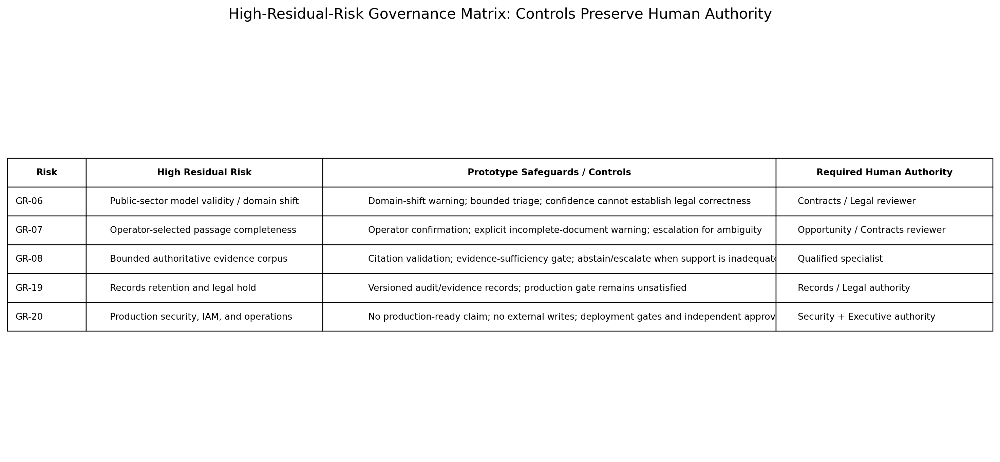 High-Residual-Risk Governance Matrix: Controls Preserve Human Authority
Risk High Residual Risk Prototype Safeguards / Controls Required Human Authority
GR-06 Public-sector model validity / domain shift Domain-shift warning; bounded triage; confidence cannot establish legal correctness Contracts / Legal reviewer
GR-07 Operator-selected passage completeness Operator confirmation; explicit incomplete-document warning; escalation for ambiguity Opportunity / Contracts reviewer
GR-08 Bounded authoritative evidence corpus Citation validation; evidence-sufficiency gate; abstain/escalate when support is inadequate Qualified specialist
GR-19 Records retention and legal hold Versioned audit/evidence records; production gate remains unsatisfied Records / Legal authority
GR-20 Production security, IAM, and operations No production-ready claim; no external writes; deployment gates and independent approv Security + Executive authority